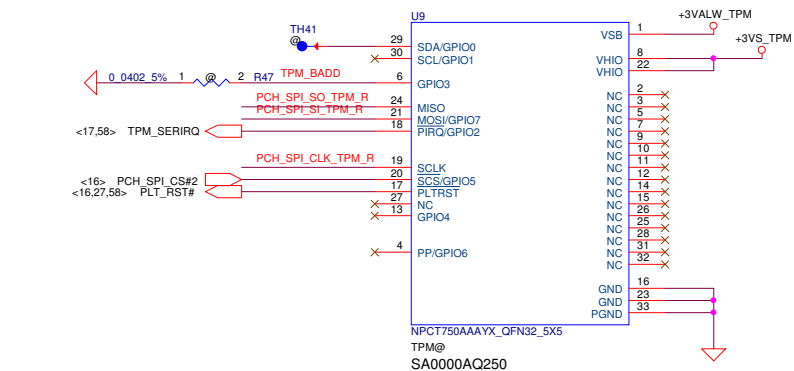 U9
+3VALW_TPM
+3VS_TPM
TH41
@
29 SDA/GPIO0
30 SCL/GPIO1
0_0402_5% 1 @ 2 R47 TPM_BADD 6 GPIO3
PCH_SPI_SO_TPM_R 24 MISO
PCH_SPI_SI_TPM_R 21 MOSI/GPIO7
<17,58> TPM_SERIRQ 18 PIRQ/GPIO2
PCH_SPI_CLK_TPM_R 19 SCLK
<16> PCH_SPI_CS#2 20 SCS/GPIO5
<16,27,58> PLT_RST# 17 PLTRST
27 NC
13 GPIO4
4 PP/GPIO6
VSB 1
VHIO 8
VHIO 22
NC 2
NC 3
NC 5
NC 7
NC 9
NC 10
NC 11
NC 12
NC 14
NC 15
NC 26
NC 25
NC 28
NC 31
NC 32
GND 16
GND 23
PGND 33
NPCT750AAAYX_QFN32_5X5
TPM@
SA0000AQ250